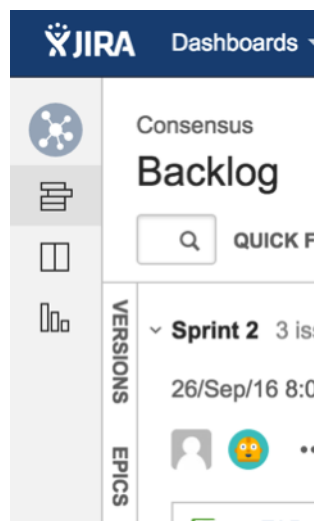 JIRA Dashboards
Consensus
Backlog
QUICK F
VERSIONS
Sprint 2 3 iss
26/Sep/16 8:0
EPICS